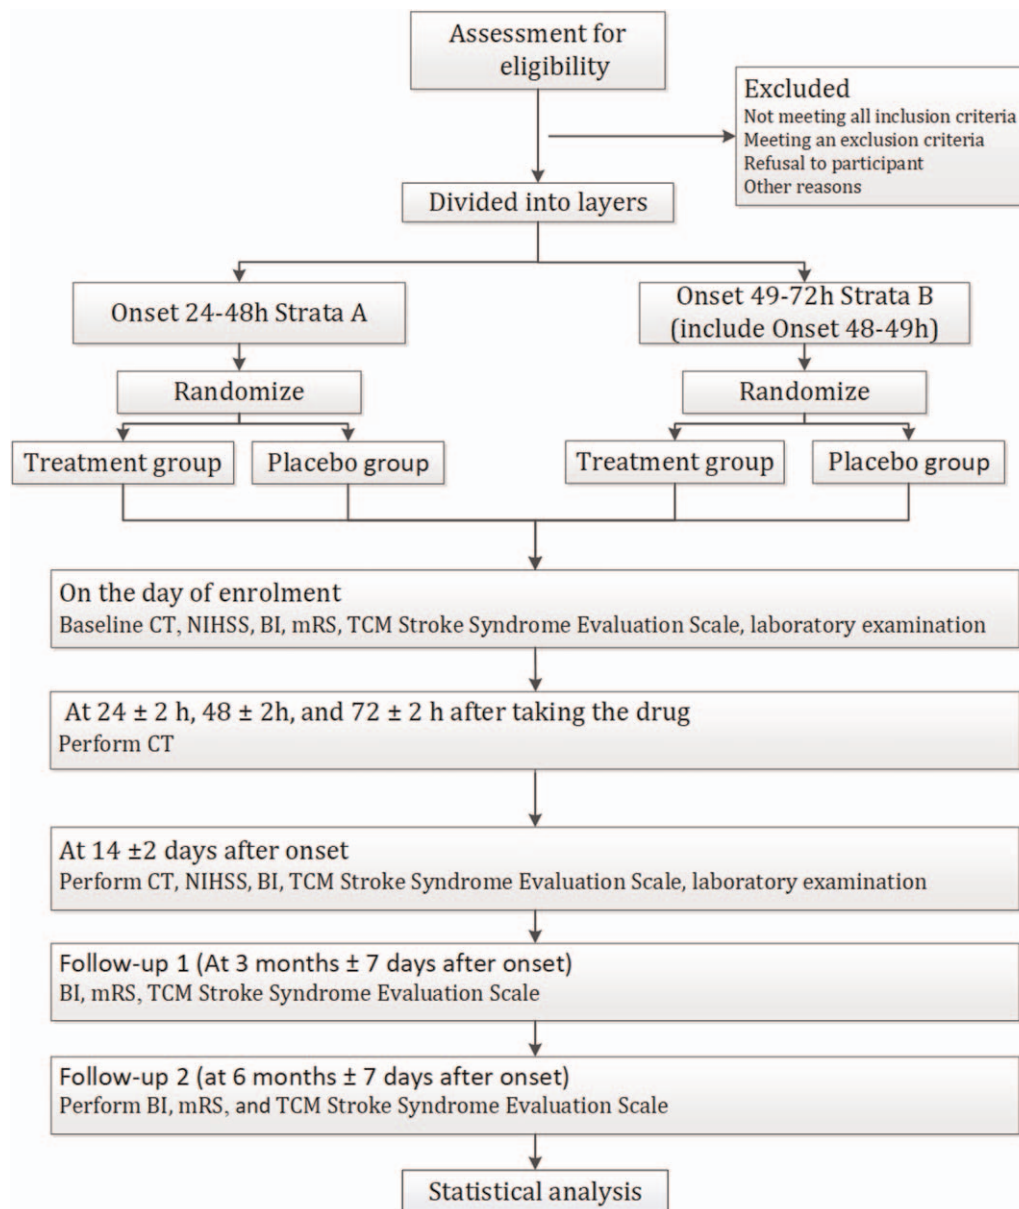 Assessment for
eligibility
Excluded
Not meeting all inclusion criteria
Meeting an exclusion criteria
Refusal to participant
Other reasons
Divided into layers
Onset 24-48h Strata A
Onset 49-72h Strata B
(include Onset 48-49h)
Randomize
Randomize
Treatment group
Placebo group
Treatment group
Placebo group
On the day of enrolment
Baseline CT, NIHSS, BI, mRS, TCM Stroke Syndrome Evaluation Scale, laboratory examination
At 24 ± 2 h, 48 ± 2h, and 72 ± 2 h after taking the drug
Perform CT
At 14 ±2 days after onset
Perform CT, NIHSS, BI, TCM Stroke Syndrome Evaluation Scale, laboratory examination
Follow-up 1 (At 3 months ± 7 days after onset)
BI, mRS, TCM Stroke Syndrome Evaluation Scale
Follow-up 2 (at 6 months ± 7 days after onset)
Perform BI, mRS, and TCM Stroke Syndrome Evaluation Scale
Statistical analysis